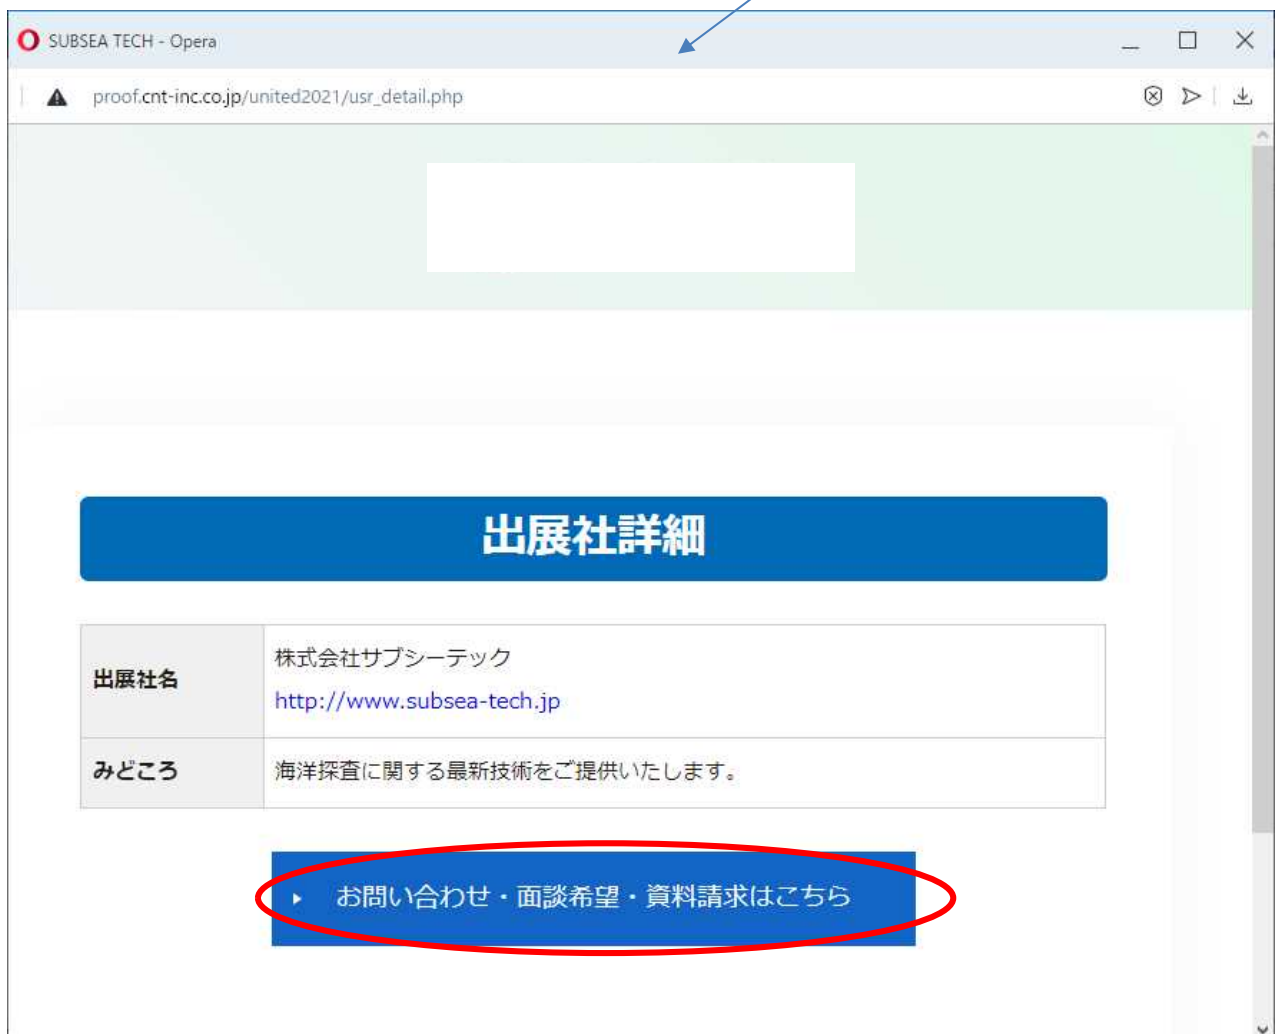 SUBSEA TECH - Opera
proof.cnt-inc.co.jp/united2021/usr_detail.php
出展社詳細
出展社名
株式会社サブシーテック
http://www.subsea-tech.jp
みどころ
海洋探査に関する最新技術をご提供いたします。
お問い合わせ・面談希望・資料請求はこちら